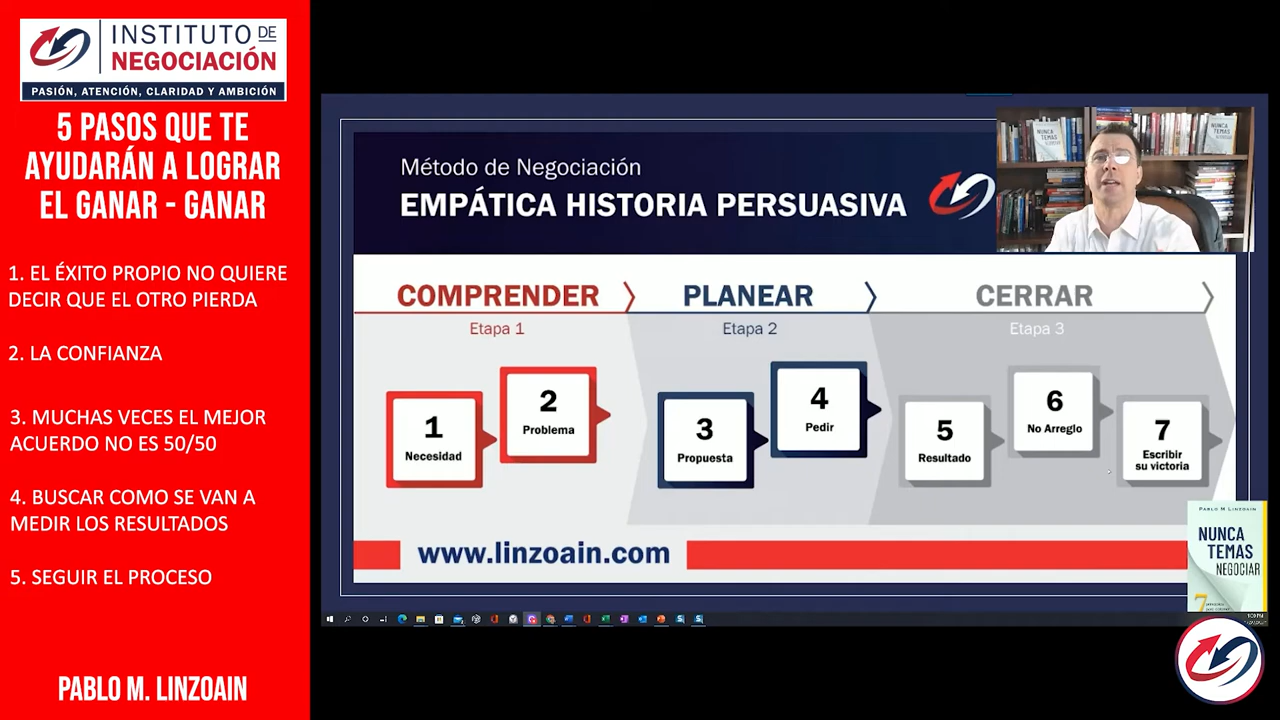 INSTITUTO DE
NEGOCIACIÓN
PASIÓN, ATENCIÓN, CLARIDAD Y AMBICIÓN
5 PASOS QUE TE
AYUDARÁN A LOGRAR
EL GANAR - GANAR
1. EL ÉXITO PROPIO NO QUIERE
DECIR QUE EL OTRO PIERDA
2. LA CONFIANZA
3. MUCHAS VECES EL MEJOR
ACUERDO NO ES 50/50
4. BUSCAR COMO SE VAN A
MEDIR LOS RESULTADOS
5. SEGUIR EL PROCESO
PABLO M. LINZOAIN
Método de Negociación
EMPÁTICA HISTORIA PERSUASIVA
NUNCA
TEMAS
TEMAS
COMPRENDER
Etapa 1
PLANEAR
Etapa 2
CERRAR
Etapa 3
1
Necesidad
2
Problema
3
Propuesta
4
Pedir
5
Resultado
6
No Arreglo
7
Escribir
su victoria
www.linzoain.com
PABLO M LINZOAIN
NUNCA
TEMAS
NEGOCIAR
7